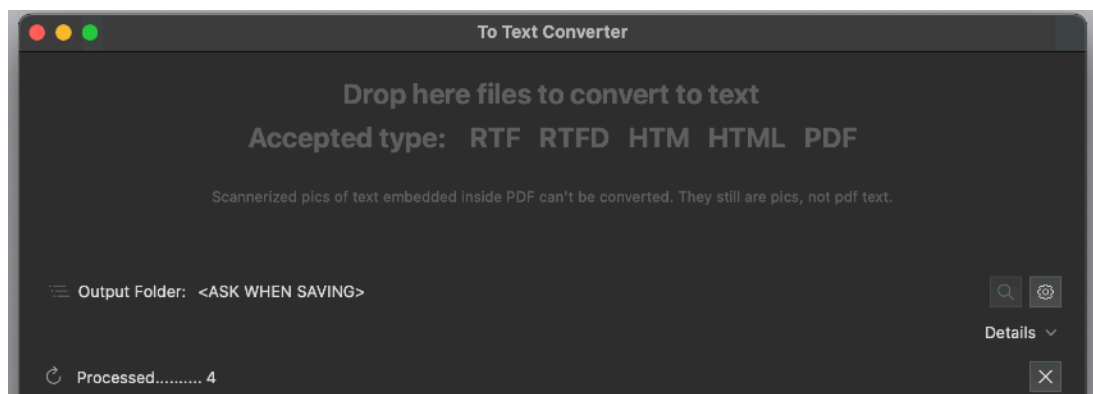 To Text Converter
Drop here files to convert to text
Accepted type: RTF RTFD HTM HTML PDF
Scannerized pics of text embedded inside PDF can't be converted. They still are pics, not pdf text.
Output Folder: <ASK WHEN SAVING>
Details
Processed.......... 4